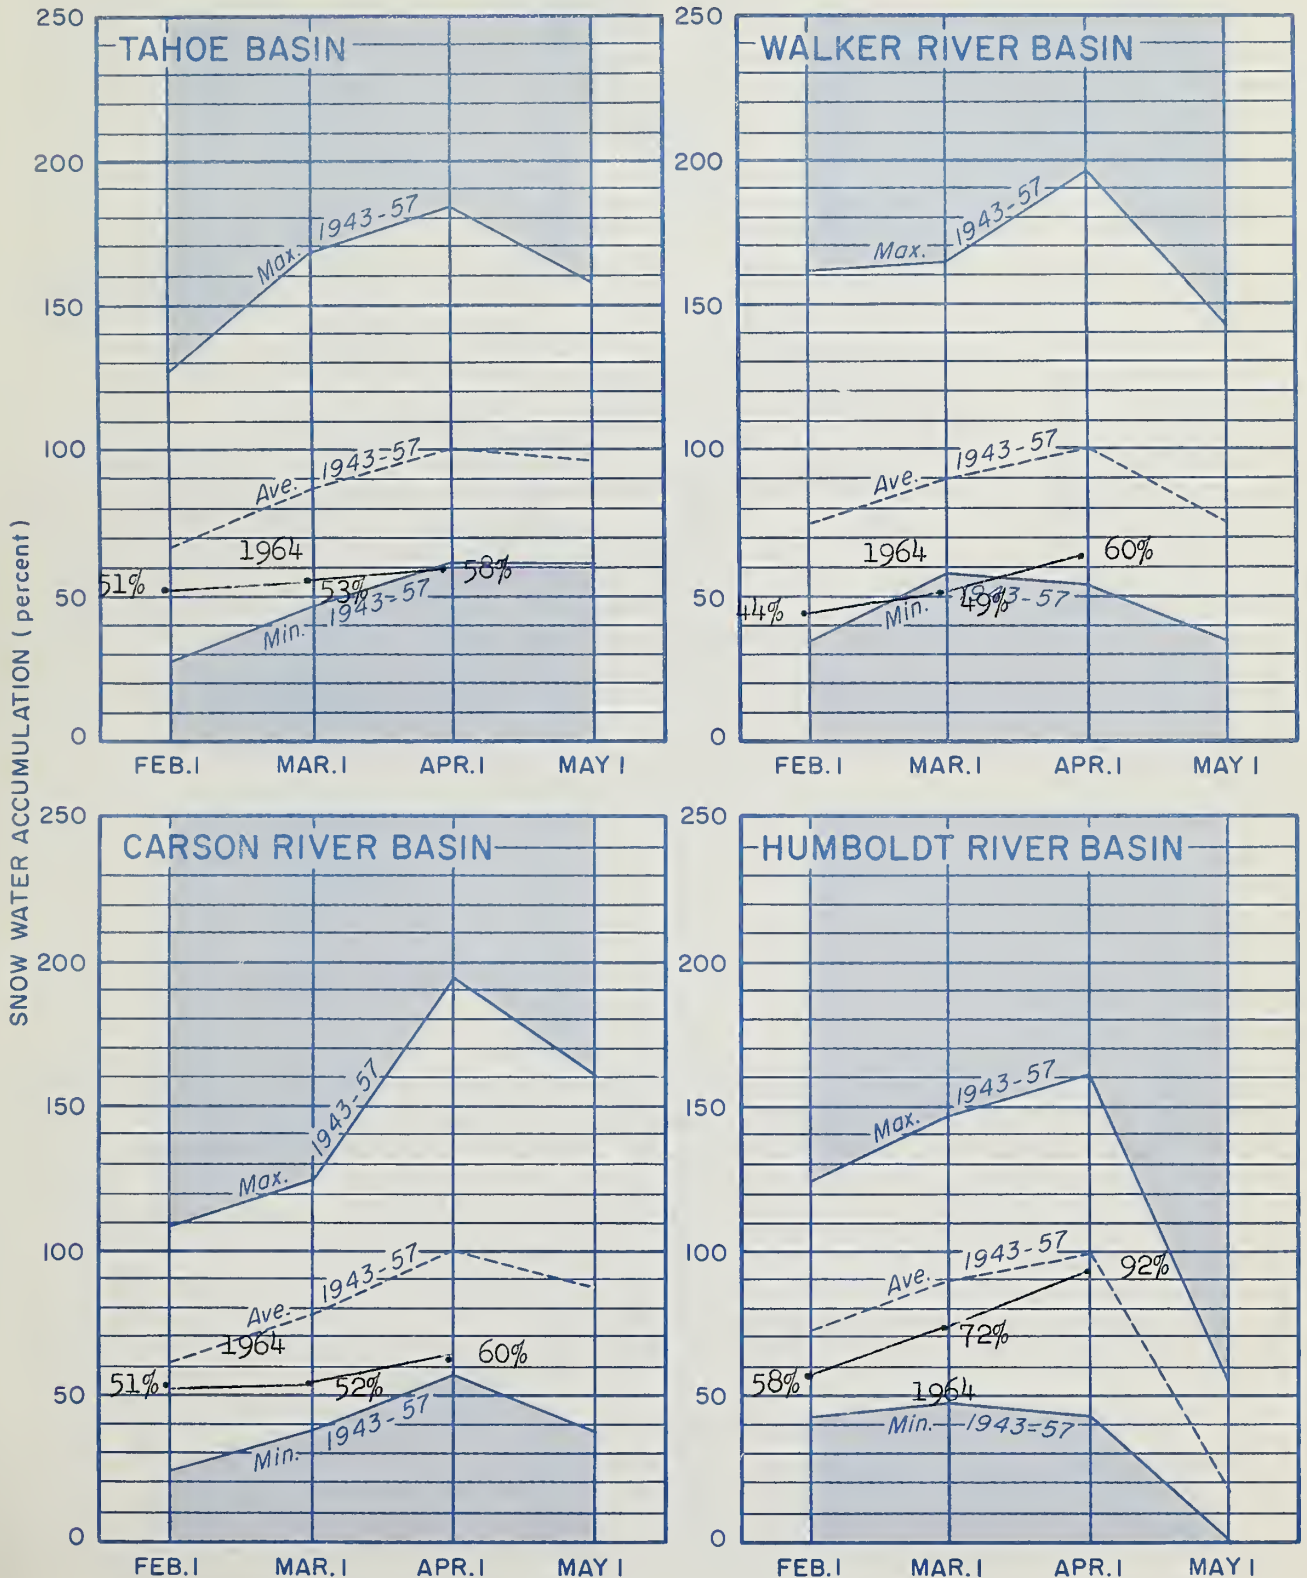 SNOW WATER ACCUMULATION (percent)
TAHOE BASIN
250
200
150
100
50
0
Max. 1943-57
Ave. 1943-57
1964
51%
53%
58%
Min. 1943-57
FEB.1 MAR.1 APR.1 MAY 1
WALKER RIVER BASIN
250
200
150
100
50
0
Max. 1943-57
Ave. 1943-57
1964
44%
49%
60%
Min. 1943-57
FEB.1 MAR.1 APR.1 MAY 1
CARSON RIVER BASIN
250
200
150
100
50
0
Max. 1943-57
Ave. 1943-57
1964
51%
52%
60%
Min. 1943-57
FEB.1 MAR.1 APR.1 MAY 1
HUMBOLDT RIVER BASIN
250
200
150
100
50
0
Max. 1943-57
Ave. 1943-57
92%
72%
58%
1964
Min. 1943-57
FEB.1 MAR.1 APR.1 MAY 1